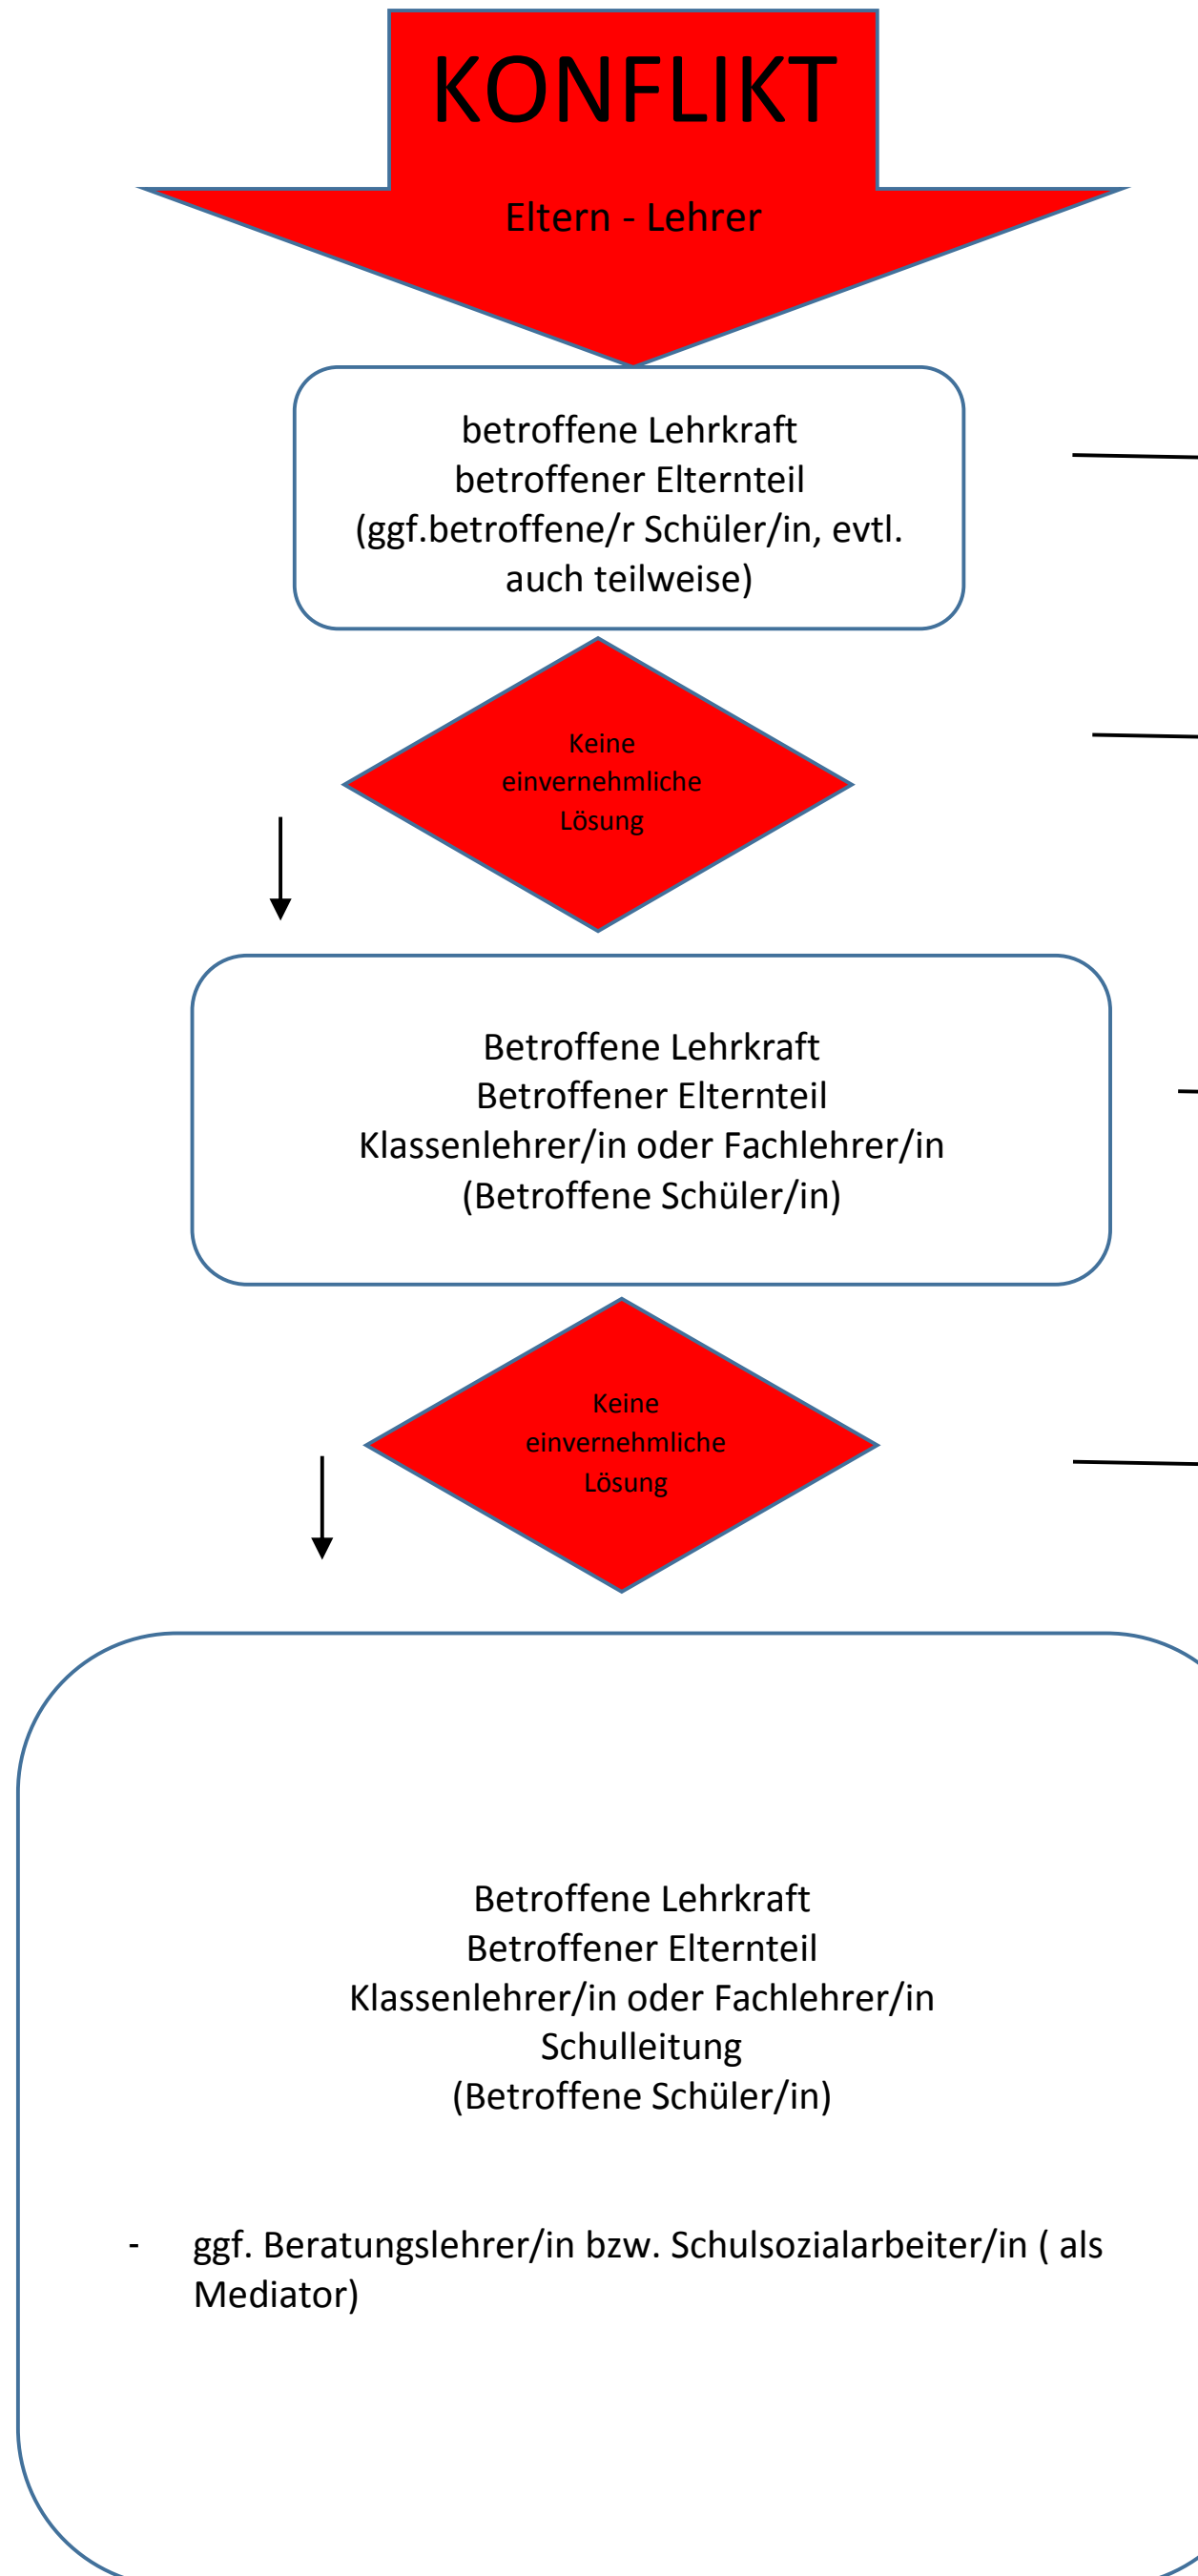 KONFLIKT
Eltern - Lehrer
betroffene Lehrkraft
betroffener Elternteil
(ggf.betroffene/r Schüler/in, evtl.
auch teilweise)
Keine
einvernehmliche
Lösung
Betroffene Lehrkraft
Betroffener Elternteil
Klassenlehrer/in oder Fachlehrer/in
(Betroffene Schüler/in)
Keine
einvernehmliche
Lösung
Betroffene Lehrkraft
Betroffener Elternteil
Klassenlehrer/in oder Fachlehrer/in
Schulleitung
(Betroffene Schüler/in)
- ggf. Beratungslehrer/in bzw. Schulsozialarbeiter/in ( als
Mediator)